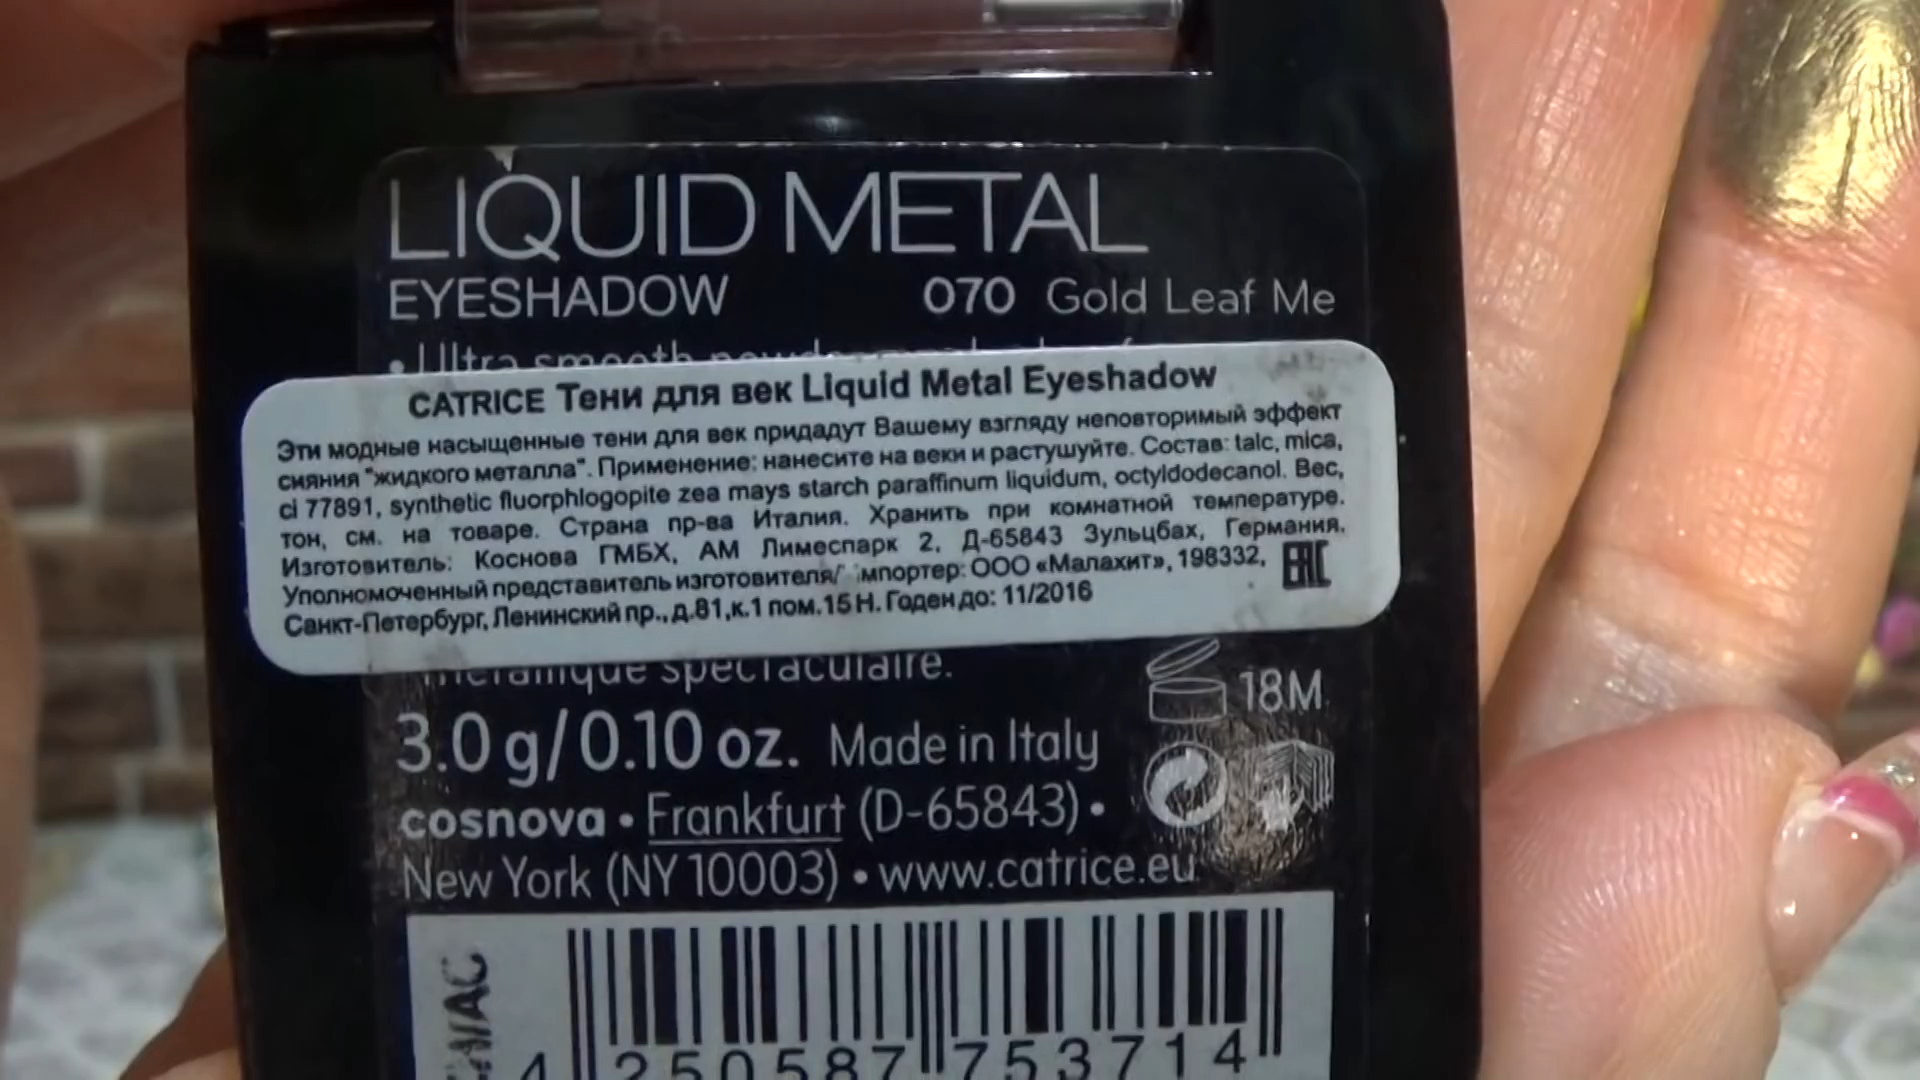 LIQUID METAL
EYESHADOW 070 Gold Leaf Me
• Ultra smooth
CATRICE Тени для век Liquid Metal Eyeshadow
Эти модные насыщенные тени для век придадут Вашему взгляду неповторимый эффект
сияния "жидкого металла". Применение: нанесите на веки и растушуйте. Состав: talc, mica,
ci 77891, synthetic fluorphlogopite zea mays starch paraffinum liquidum, octyldodecanol. Вес,
тон, см. на товаре. Страна пр-ва Италия. Хранить при комнатной температуре.
Изготовитель: Коснова ГМБХ, АМ Лимеспарк 2, Д-65843 Зульцбах, Германия.
Уполномоченный представитель изготовителя/ импортер: ООО «Малахит», 198332,
Санкт-Петербург, Ленинский пр., д.81,к.1 пом.15 Н. Годен до: 11/2016
EAC
métallique spectaculaire.
18M
3.0 g/0.10 oz. Made in Italy
cosnova • Frankfurt (D-65843) •
New York (NY 10003) • www.catrice.eu
4 250587 753714